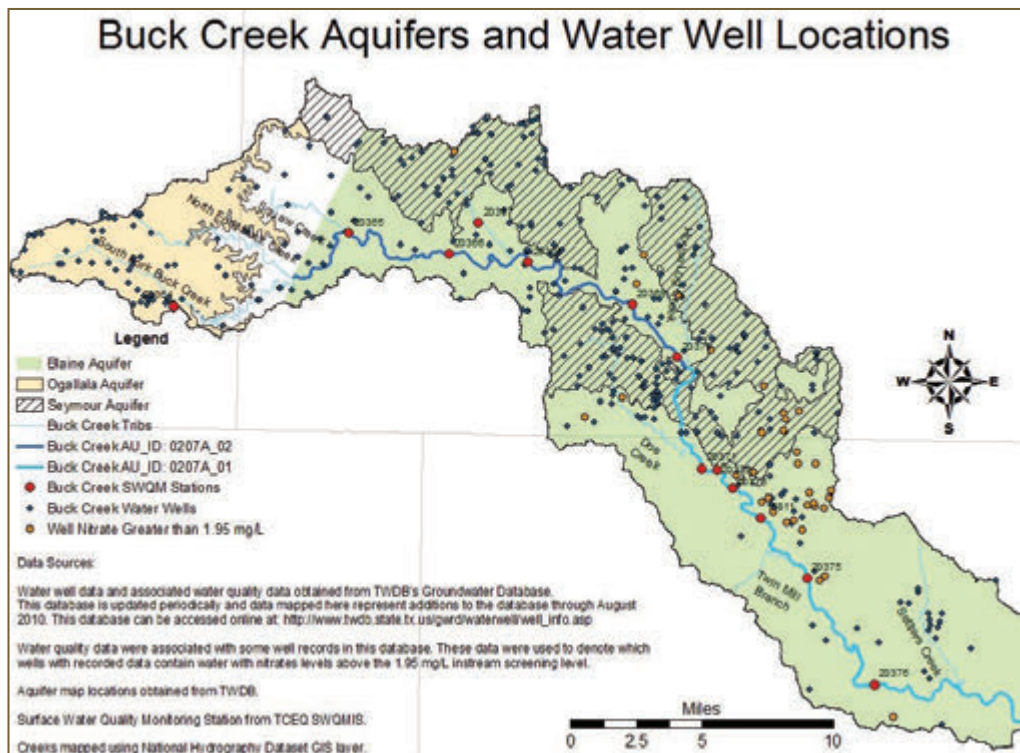 Buck Creek Aquifers and Water Well Locations
North Fork Buck Creek
South Fork Buck Creek
20365
20366
20371
20375
20376
Doe
Creek
Twin Mill
Branch
Creek
N
W
E
S
Legend
Blaine Aquifer
Ogallala Aquifer
Seymour Aquifer
Buck Creek Tribs
Buck Creek AU_ID: 0207A_02
Buck Creek AU_ID: 0207A_01
Buck Creek SWQM Stations
Buck Creek Water Wells
Well Nitrate Greater than 1.95 mg/L
Data Sources:
Water well data and associated water quality data obtained from TWDB's Groundwater Database.
This database is updated periodically and data mapped here represent additions to the database through August
2010. This database can be accessed online at: http://www.twdb.state.tx.us/gwrd/waterwell/well_info.asp
Water quality data were associated with some well records in this database. These data were used to denote which
wells with recorded data contain water with nitrates levels above the 1.95 mg/L instream screening level.
Aquifer map locations obtained from TWDB.
Surface Water Quality Monitoring Station from TCEQ SWQMIS.
Creeks mapped using National Hydrography Dataset GIS layer.
Miles
0 2.5 5 10